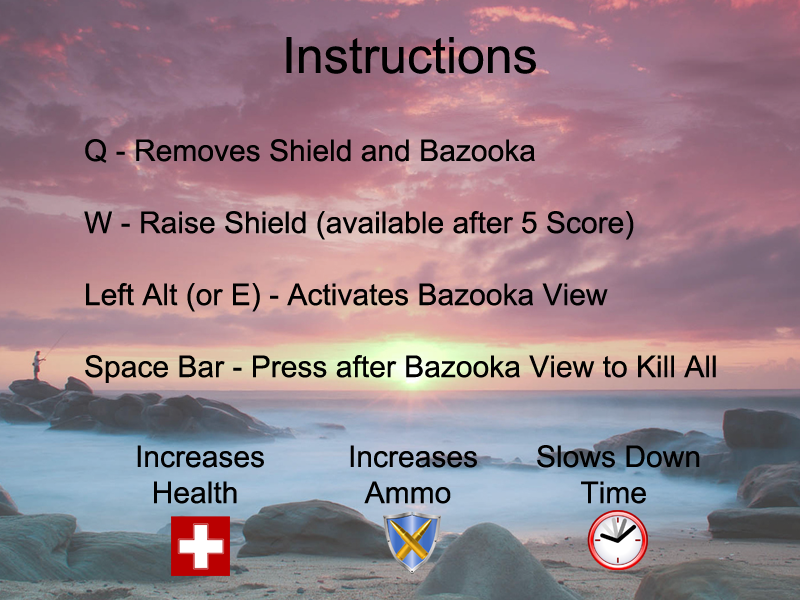 Instructions
Q - Removes Shield and Bazooka
W - Raise Shield (available after 5 Score)
Left Alt (or E) - Activates Bazooka View
Space Bar - Press after Bazooka View to Kill All
Increases Health
Increases Ammo
Slows Down Time